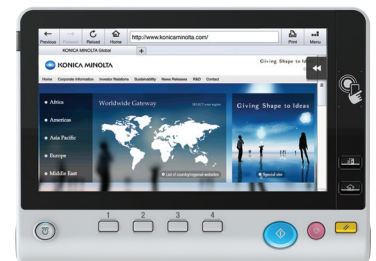 Previous Forward Reload Home http://www.konicaminolta.com/ Print Menu
KONICA MINOLTA Global +
KONICA MINOLTA
Giving Shape to Id
Home Corporate Information Investor Relations Sustainability News Releases R&D Contact
Africa
Americas
Asia Pacific
Europe
Middle East
Worldwide Gateway
SELECT your region
List of country/regional websites
Giving Shape to Ideas
Special site
1 2 3 4